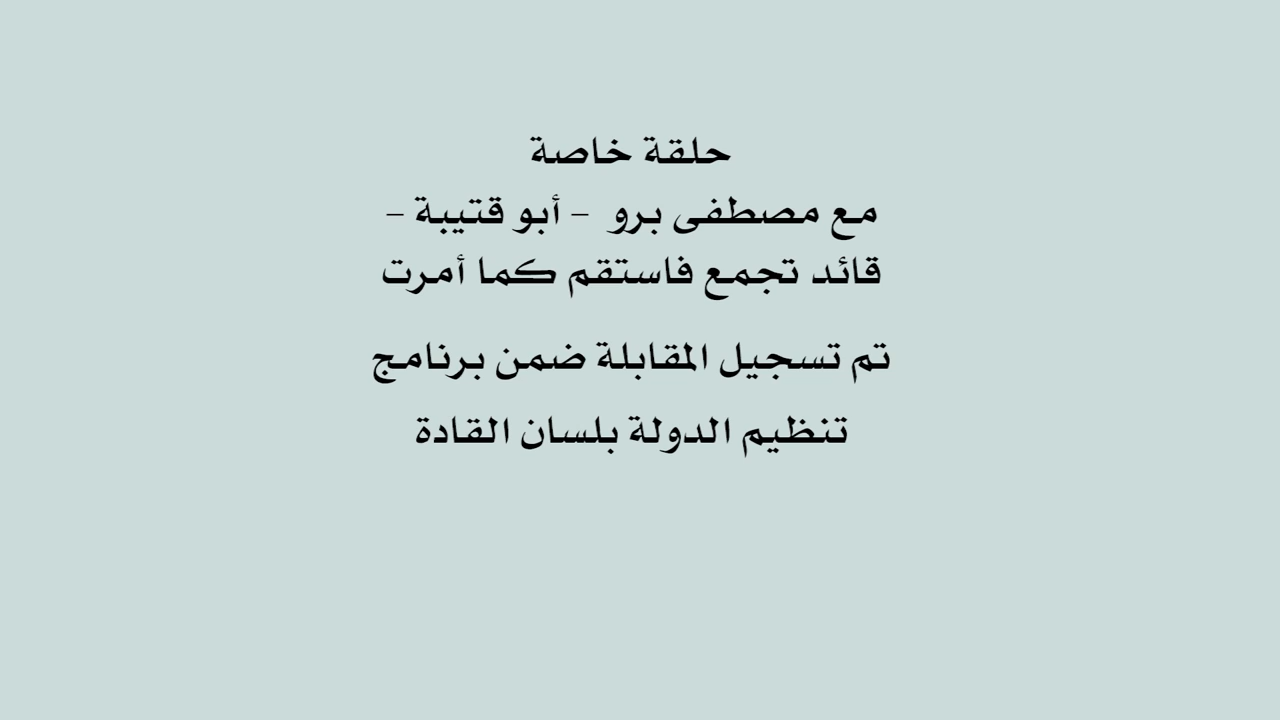 حلقة خاصة
مع مصطفى برو - أبو قتيبة -
قائد تجمع فاستقم كما أمرت
تم تسجيل المقابلة ضمن برنامج
تنظيم الدولة بلسان القادة